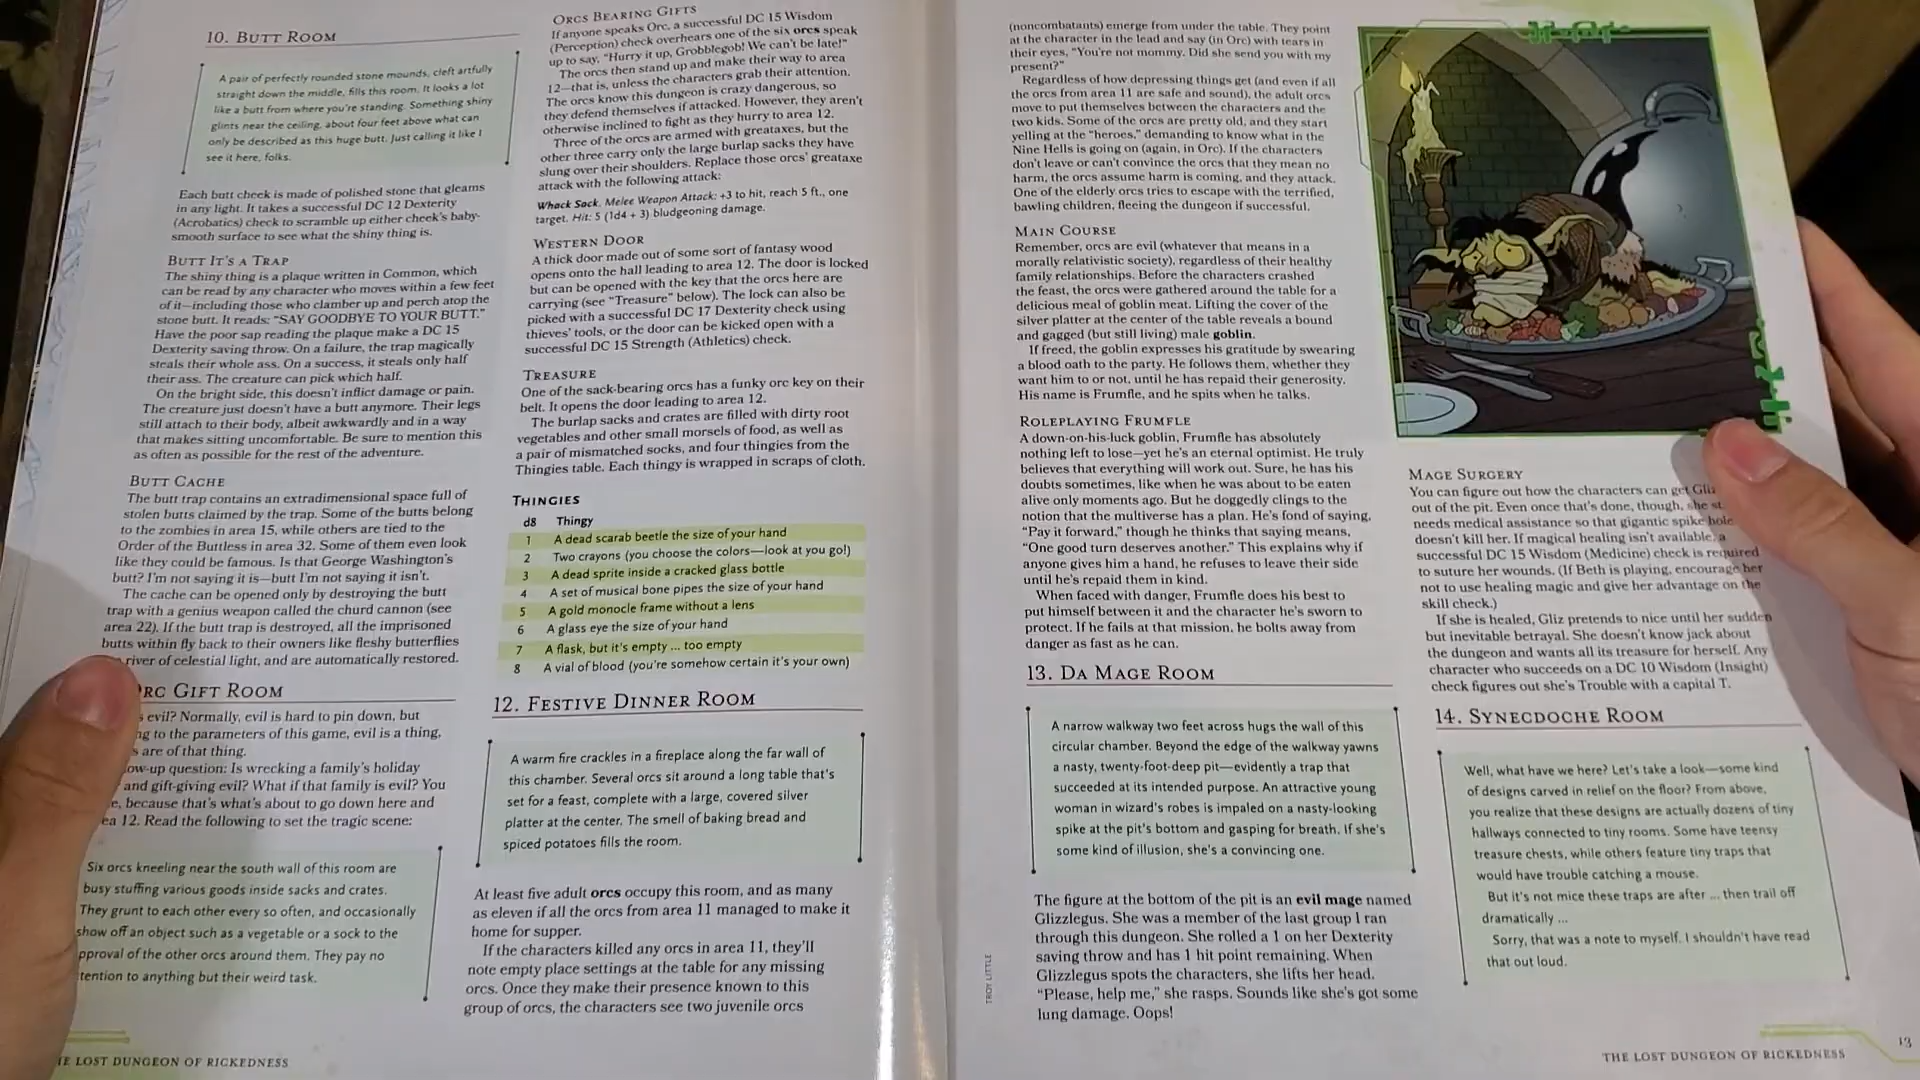 10. BUTT ROOM
A pair of perfectly rounded stone mounds, cleft artfully
straight down the middle, fills this room. It looks a lot
like a butt from where you're standing. Something shiny
glints near the ceiling, about four feet above what can
only be described as this huge butt. Just calling it like I
see it here, folks.
Each butt cheek is made of polished stone that gleams
in any light. It takes a successful DC 12 Dexterity
(Acrobatics) check to scramble up either cheek's baby-
smooth surface to see what the shiny thing is.
BUTT IT'S A TRAP
The shiny thing is a plaque written in Common, which
can be read by any character who moves within a few feet
of it—including those who clamber up and perch atop the
stone butt. It reads: "SAY GOODBYE TO YOUR BUTT."
Have the poor sap reading the plaque make a DC 15
Dexterity saving throw. On a failure, the trap magically
steals their whole ass. On a success, it steals only half
their ass. The creature can pick which half.
On the bright side, this doesn't inflict damage or pain.
The creature just doesn't have a butt anymore. Their legs
still attach to their body, albeit awkwardly and in a way
that makes sitting uncomfortable. Be sure to mention this
as often as possible for the rest of the adventure.
BUTT CACHE
The butt trap contains an extradimensional space full of
stolen butts claimed by the trap. Some of the butts belong
to the zombies in area 15, while others are tied to the
Order of the Buttless in area 32. Some of them even look
like they could be famous. Is that George Washington's
butt? I'm not saying it is—butt I'm not saying it isn't.
The cache can be opened only by destroying the butt
trap with a genius weapon called the churd cannon (see
area 22). If the butt trap is destroyed, all the imprisoned
butts within fly back to their owners like fleshy butterflies
river of celestial light, and are automatically restored.
RC GIFT ROOM
s evil? Normally, evil is hard to pin down, but
ng to the parameters of this game, evil is a thing,
s are of that thing.
ow-up question: Is wrecking a family's holiday
and gift-giving evil? What if that family is evil? You
e, because that's what's about to go down here and
ea 12. Read the following to set the tragic scene:
Six orcs kneeling near the south wall of this room are
busy stuffing various goods inside sacks and crates.
They grunt to each other every so often, and occasionally
show off an object such as a vegetable or a sock to the
pproval of the other orcs around them. They pay no
tention to anything but their weird task.
ORCS BEARING GIFTS
If anyone speaks Orc, a successful DC 15 Wisdom
(Perception) check overhears one of the six orcs speak
up to say, "Hurry it up, Grobblegob! We can't be late!"
The orcs then stand up and make their way to area
12—that is, unless the characters grab their attention.
The orcs know this dungeon is crazy dangerous, so
they defend themselves if attacked. However, they aren't
otherwise inclined to fight as they hurry to area 12.
Three of the orcs are armed with greataxes, but the
other three carry only the large burlap sacks they have
slung over their shoulders. Replace those orcs' greataxe
attack with the following attack:
Whack Sack. Melee Weapon Attack: +3 to hit, reach 5 ft., one
target. Hit: 5 (1d4 + 3) bludgeoning damage.
WESTERN DOOR
A thick door made out of some sort of fantasy wood
opens onto the hall leading to area 12. The door is locked
but can be opened with the key that the orcs here are
carrying (see "Treasure" below). The lock can also be
picked with a successful DC 17 Dexterity check using
thieves' tools, or the door can be kicked open with a
successful DC 15 Strength (Athletics) check.
TREASURE
One of the sack-bearing orcs has a funky orc key on their
belt. It opens the door leading to area 12.
The burlap sacks and crates are filled with dirty root
vegetables and other small morsels of food, as well as
a pair of mismatched socks, and four thingies from the
Thingies table. Each thingy is wrapped in scraps of cloth.
THINGIES
d8 Thingy
1 A dead scarab beetle the size of your hand
2 Two crayons (you choose the colors—look at you go!)
3 A dead sprite inside a cracked glass bottle
4 A set of musical bone pipes the size of your hand
5 A gold monocle frame without a lens
6 A glass eye the size of your hand
7 A flask, but it's empty ... too empty
8 A vial of blood (you're somehow certain it's your own)
12. FESTIVE DINNER ROOM
A warm fire crackles in a fireplace along the far wall of
this chamber. Several orcs sit around a long table that's
set for a feast, complete with a large, covered silver
platter at the center. The smell of baking bread and
spiced potatoes fills the room.
At least five adult orcs occupy this room, and as many
as eleven if all the orcs from area 11 managed to make it
home for supper.
If the characters killed any orcs in area 11, they'll
note empty place settings at the table for any missing
orcs. Once they make their presence known to this
group of orcs, the characters see two juvenile orcs
THE LOST DUNGEON OF RICKEDNESS
(noncombatants) emerge from under the table. They point
at the character in the lead and say (in Orc) with tears in
their eyes, "You're not mommy. Did she send you with my
present?"
Regardless of how depressing things get (and even if all
the orcs from area 11 are safe and sound), the adult orcs
move to put themselves between the characters and the
two kids. Some of the orcs are pretty old, and they start
yelling at the "heroes," demanding to know what in the
Nine Hells is going on (again, in Orc). If the characters
don't leave or can't convince the orcs that they mean no
harm, the orcs assume harm is coming, and they attack.
One of the elderly orcs tries to escape with the terrified,
bawling children, fleeing the dungeon if successful.
MAIN COURSE
Remember, orcs are evil (whatever that means in a
morally relativistic society), regardless of their healthy
family relationships. Before the characters crashed
the feast, the orcs were gathered around the table for a
delicious meal of goblin meat. Lifting the cover of the
silver platter at the center of the table reveals a bound
and gagged (but still living) male goblin.
If freed, the goblin expresses his gratitude by swearing
a blood oath to the party. He follows them, whether they
want him to or not, until he has repaid their generosity.
His name is Frumfle, and he spits when he talks.
ROLEPLAYING FRUMFLE
A down-on-his-luck goblin, Frumfle has absolutely
nothing left to lose—yet he's an eternal optimist. He truly
believes that everything will work out. Sure, he has his
doubts sometimes, like when he was about to be eaten
alive only moments ago. But he doggedly clings to the
notion that the multiverse has a plan. He's fond of saying,
"Pay it forward," though he thinks that saying means,
"One good turn deserves another." This explains why if
anyone gives him a hand, he refuses to leave their side
until he's repaid them in kind.
When faced with danger, Frumfle does his best to
put himself between it and the character he's sworn to
protect. If he fails at that mission, he bolts away from
danger as fast as he can.
13. DA MAGE ROOM
A narrow walkway two feet across hugs the wall of this
circular chamber. Beyond the edge of the walkway yawns
a nasty, twenty-foot-deep pit—evidently a trap that
succeeded at its intended purpose. An attractive young
woman in wizard's robes is impaled on a nasty-looking
spike at the pit's bottom and gasping for breath. If she's
some kind of illusion, she's a convincing one.
The figure at the bottom of the pit is an evil mage named
Glizzlegus. She was a member of the last group I ran
through this dungeon. She rolled a 1 on her Dexterity
saving throw and has 1 hit point remaining. When
Glizzlegus spots the characters, she lifts her head.
"Please, help me," she rasps. Sounds like she's got some
lung damage. Oops!
TROY LITTLE
MAGE SURGERY
You can figure out how the characters can get Gliz
out of the pit. Even once that's done, though, she st
needs medical assistance so that gigantic spike hole
doesn't kill her. If magical healing isn't available, a
successful DC 15 Wisdom (Medicine) check is required
to suture her wounds. (If Beth is playing, encourage her
not to use healing magic and give her advantage on the
skill check.)
If she is healed, Gliz pretends to nice until her sudden
but inevitable betrayal. She doesn't know jack about
the dungeon and wants all its treasure for herself. Any
character who succeeds on a DC 10 Wisdom (Insight)
check figures out she's Trouble with a capital T.
14. SYNECDOCHE ROOM
Well, what have we here? Let's take a look—some kind
of designs carved in relief on the floor? From above,
you realize that these designs are actually dozens of tiny
hallways connected to tiny rooms. Some have teensy
treasure chests, while others feature tiny traps that
would have trouble catching a mouse.
But it's not mice these traps are after ... then trail off
dramatically ...
Sorry, that was a note to myself. I shouldn't have read
that out loud.
THE LOST DUNGEON OF RICKEDNESS
13